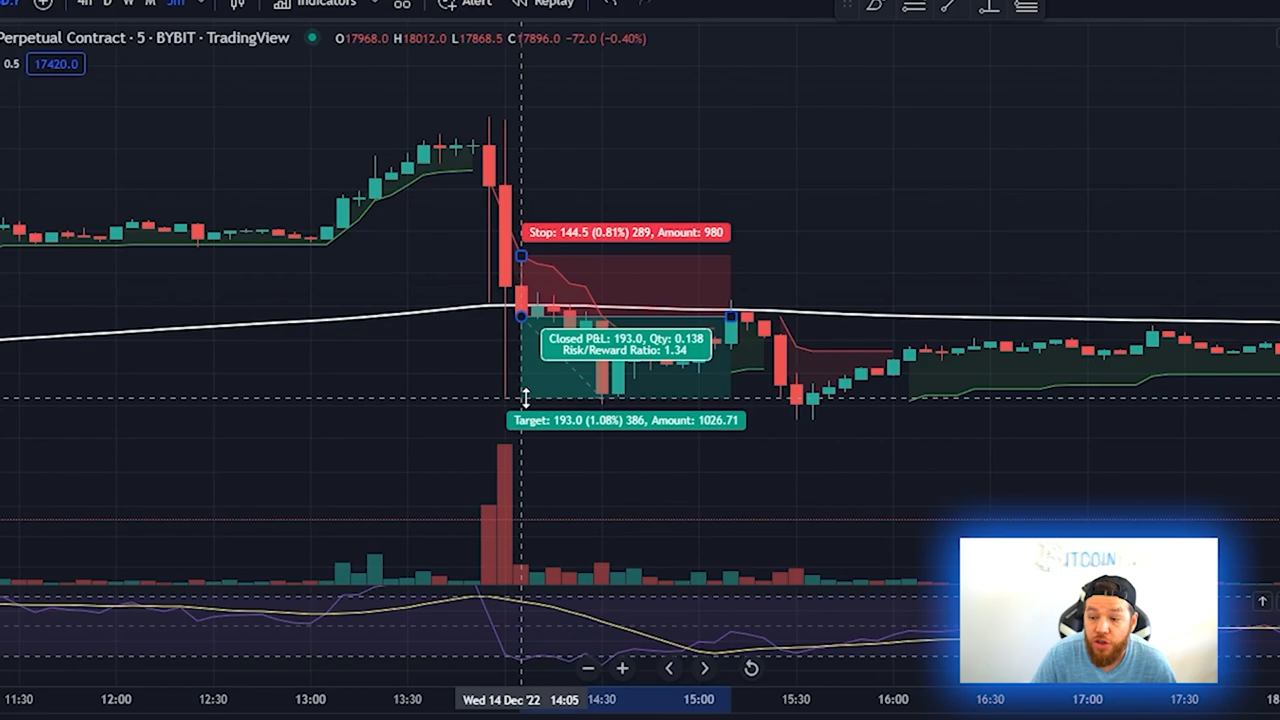 4h D W M 5m Indicators Alert Replay
Perpetual Contract · 5 · BYBIT · TradingView O17968.0 H18012.0 L17868.5 C17896.0 −72.0 (−0.40%)
0.5 17420.0
Stop: 144.5 (0.81%) 289, Amount: 980
Closed P&L: 193.0, Qty: 0.138
Risk/Reward Ratio: 1.34
Target: 193.0 (1.08%) 386, Amount: 1026.71
ITCOIN
11:30 12:00 12:30 13:00 13:30 Wed 14 Dec '22 14:05 14:30 15:00 15:30 16:00 16:30 17:00 17:30